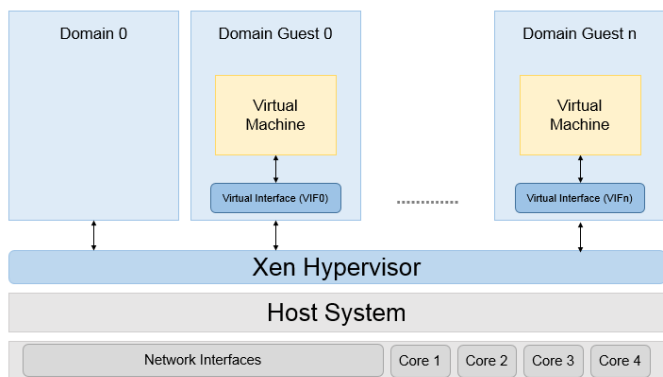 Domain 0
Domain Guest 0
Domain Guest n
Virtual
Machine
Virtual
Machine
Virtual Interface (VIF0)
Virtual Interface (VIFn)
Xen Hypervisor
Host System
Network Interfaces
Core 1
Core 2
Core 3
Core 4